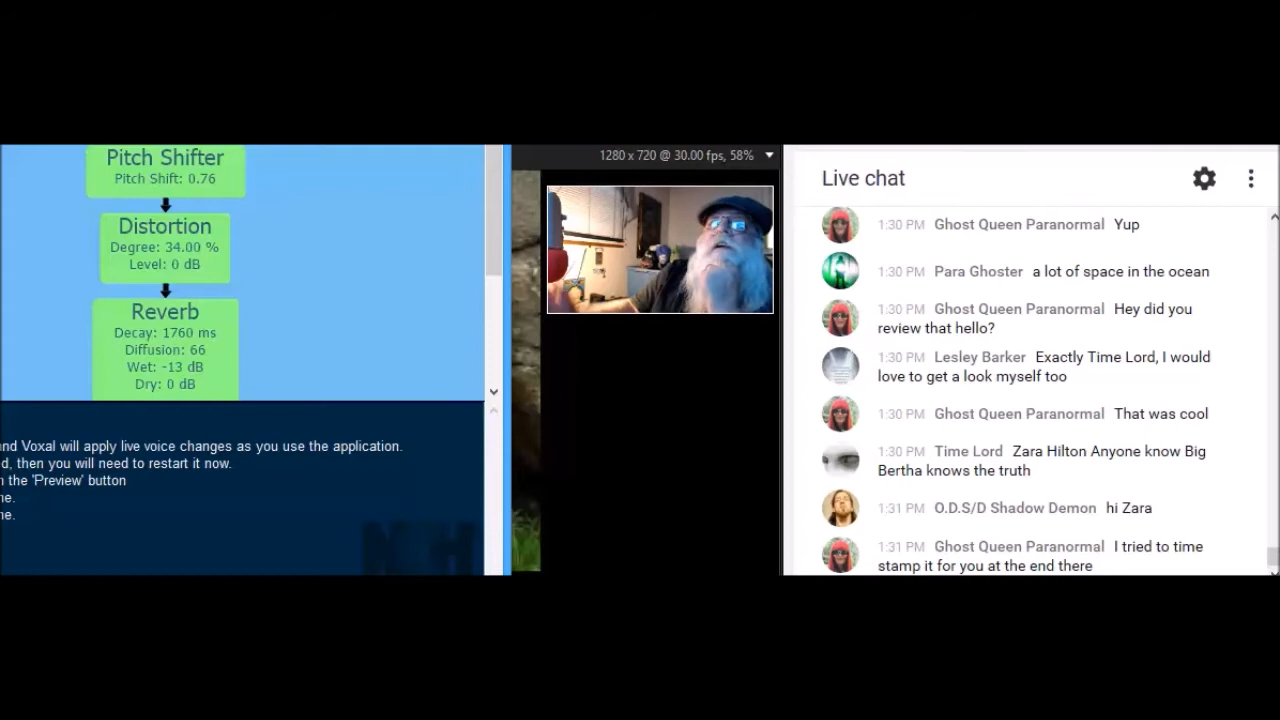 Pitch Shifter
Pitch Shift: 0.76
Distortion
Degree: 34.00 %
Level: 0 dB
Reverb
Decay: 1760 ms
Diffusion: 66
Wet: -13 dB
Dry: 0 dB
and Voxal will apply live voice changes as you use the application.
d, then you will need to restart it now.
n the 'Preview' button
ne.
ne.
NCH
1280 x 720 @ 30.00 fps, 58%
Live chat
1:30 PM Ghost Queen Paranormal Yup
1:30 PM Para Ghoster a lot of space in the ocean
1:30 PM Ghost Queen Paranormal Hey did you
review that hello?
1:30 PM Lesley Barker Exactly Time Lord, I would
love to get a look myself too
1:30 PM Ghost Queen Paranormal That was cool
1:30 PM Time Lord Zara Hilton Anyone know Big
Bertha knows the truth
1:31 PM O.D.S/D Shadow Demon hi Zara
1:31 PM Ghost Queen Paranormal I tried to time
stamp it for you at the end there